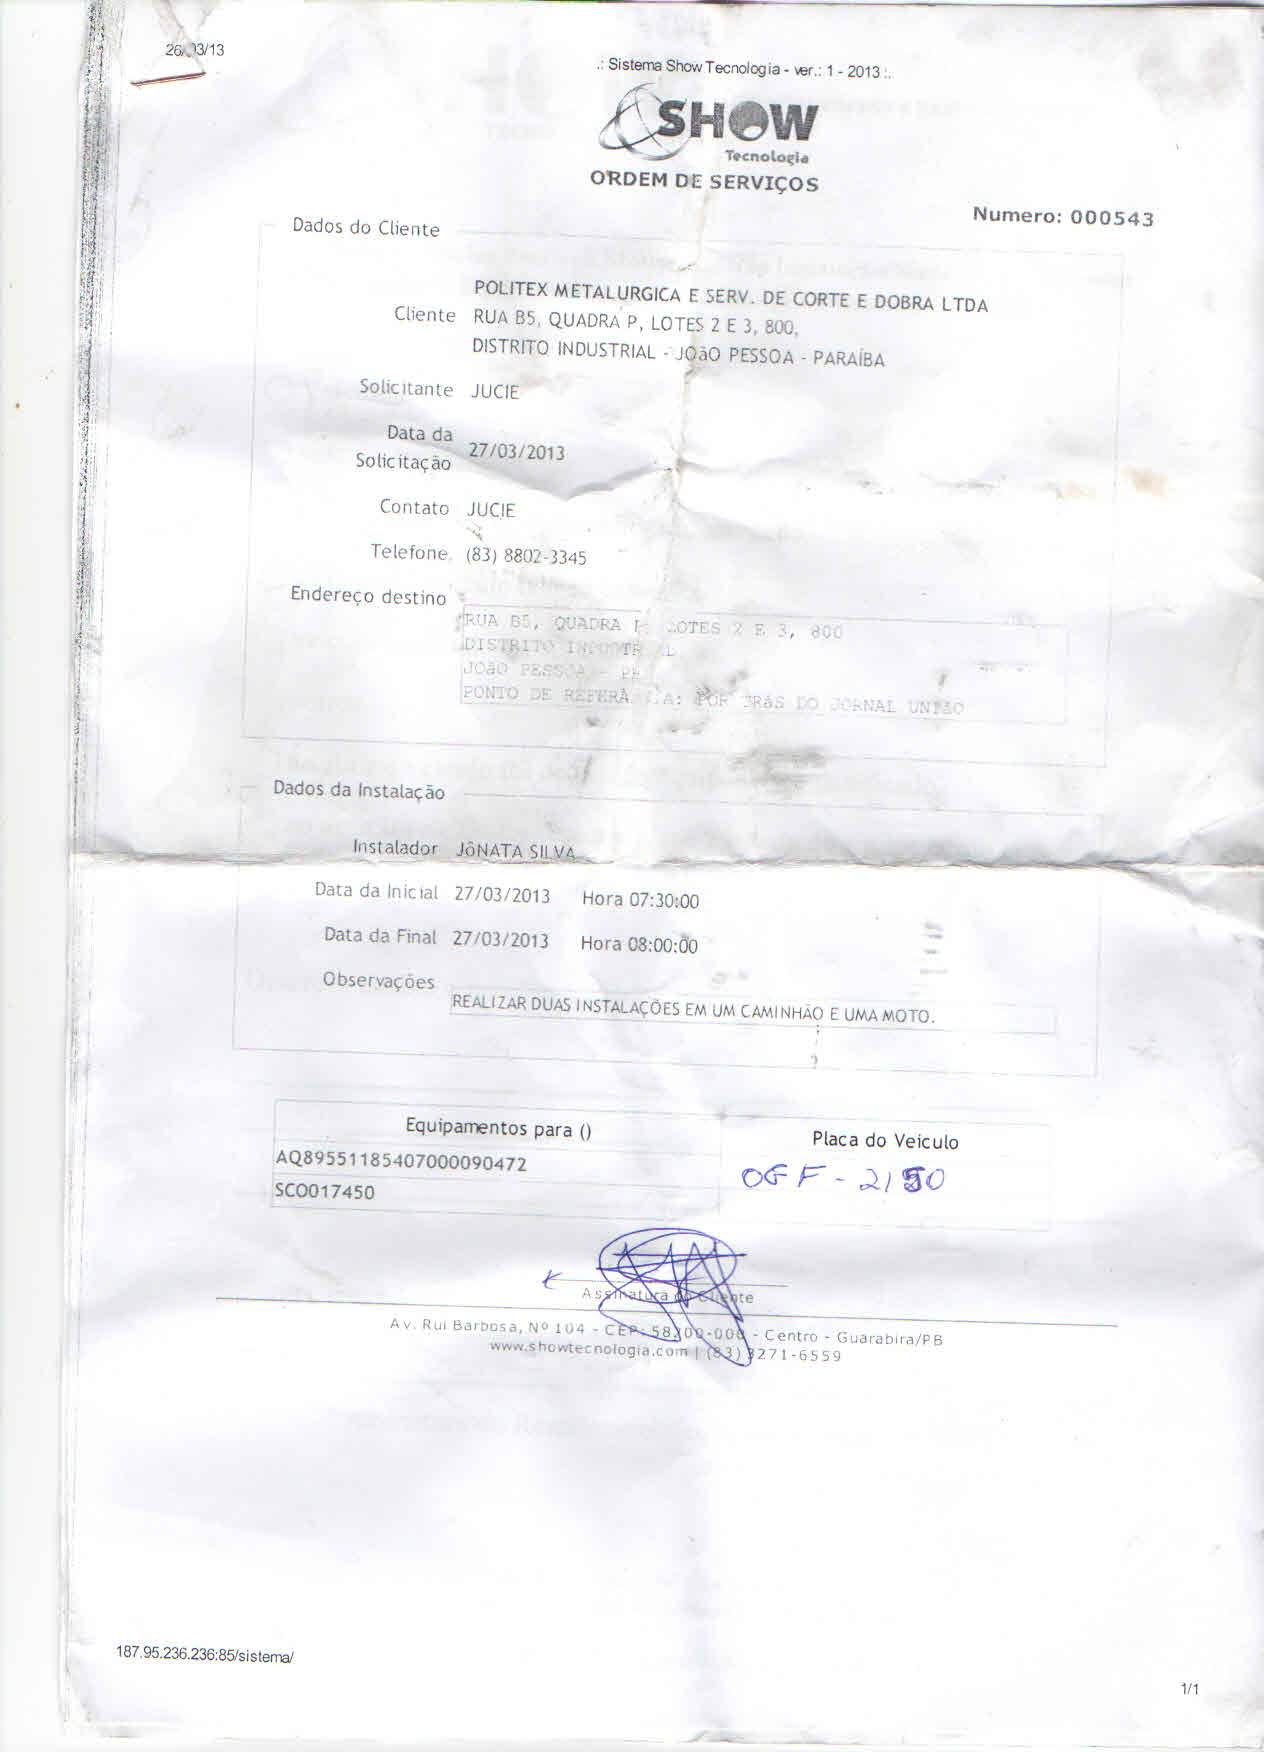 26/03/13
.: Sistema Show Tecnologia - ver.: 1 - 2013 :.
SHOW
Tecnologia
ORDEM DE SERVIÇOS
Numero: 000543
Dados do Cliente
Cliente POLITEX METALURGICA E SERV. DE CORTE E DOBRA LTDA
RUA B5, QUADRA P, LOTES 2 E 3, 800,
DISTRITO INDUSTRIAL - JOãO PESSOA - PARAÍBA
Solicitante JUCIE
Data da Solicitação 27/03/2013
Contato JUCIE
Telefone (83) 8802-3345
Endereço destino
RUA B5, QUADRA LOTES 2 E 3, 800
DISTRITO
JOãO PESSOA -
PONTO DE POR TRáS DO JORNAL UNIãO
Dados da Instalação
Instalador JôNATA SILVA
Data da Inicial 27/03/2013 Hora 07:30:00
Data da Final 27/03/2013 Hora 08:00:00
Observações
REALIZAR DUAS INSTALAÇÕES EM UM CAMINHÃO E UMA MOTO.
Equipamentos para () Placa do Veiculo
AQ89551185407000090472
OGF-2150
SCO017450
Assinatura do Cliente
Av. Rui Barbosa, Nº 104 - CEP: 58200-000 - Centro - Guarabira/PB
www.showtecnologia.com | (83) 3271-6559
187.95.236.236:85/sistema/
1/1